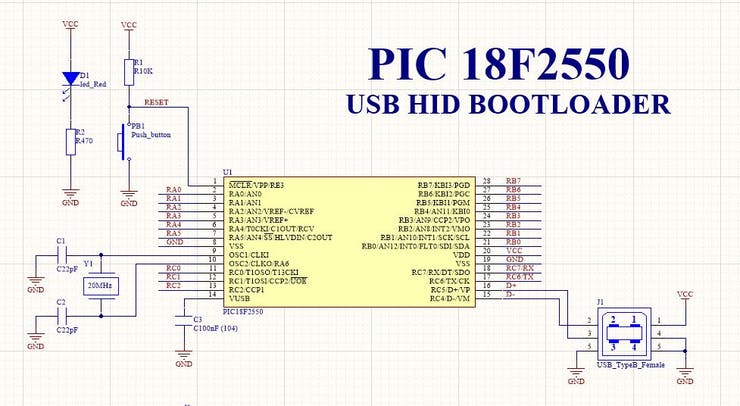 PIC 18F2550
USB HID BOOTLOADER
VCC
VCC
D1
led_Red
R1
R10K
RESET
R2
R470
PB1
Push_button
GND
GND
U1
1 MCLR/VPP/RE3
RA0 2 RA0/AN0
RA1 3 RA1/AN1
RA2 4 RA2/AN2/VREF-/CVREF
RA3 5 RA3/AN3/VREF+
RA4 6 RA4/T0CKI/C1OUT/RCV
RA5 7 RA5/AN4/SS/HLVDIN/C2OUT
GND 8 VSS
9 OSC1/CLKI
10 OSC2/CLKO/RA6
RC0 11 RC0/T1OSO/T13CKI
RC1 12 RC1/T1OSI/CCP2/UOE
RC2 13 RC2/CCP1
14 VUSB
RB7/KBI3/PGD 28 RB7
RB6/KBI2/PGC 27 RB6
RB5/KBI1/PGM 26 RB5
RB4/AN11/KBI0 25 RB4
RB3/AN9/CCP2/VPO 24 RB3
RB2/AN8/INT2/VMO 23 RB2
RB1/AN10/INT1/SCK/SCL 22 RB1
RB0/AN12/INT0/FLT0/SDI/SDA 21 RB0
VDD 20 VCC
VSS 19 GND
RC7/RX/DT/SDO 18 RC7/RX
RC6/TX/CK 17 RC6/TX
RC5/D+/VP 16 D+
RC4/D-/VM 15 D-
PIC18F2550
C1
C22pF
GND
Y1
20MHz
C2
C22pF
GND
C3
C100nF (104)
GND
J1
VCC
2 2 1 1
3 4
3 3 4
5 5
USB_TypeB_Female
GND
GND